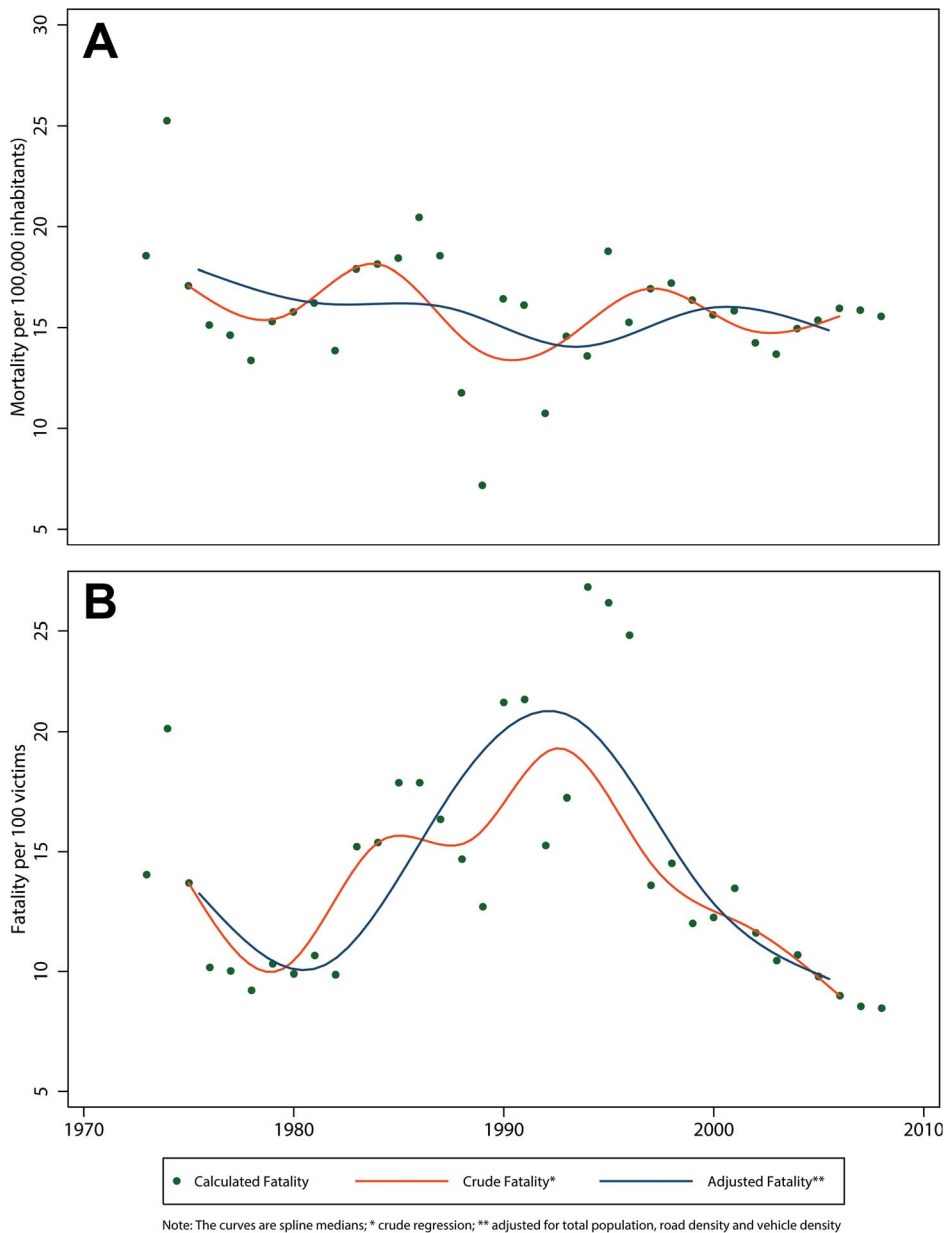 A
30
25
20
15
10
5
Mortality per 100,000 inhabitants)
B
25
20
15
10
5
Fatality per 100 victims
1970 1980 1990 2000 2010
Calculated Fatality Crude Fatality* Adjusted Fatality**
Note: The curves are spline medians; * crude regression; ** adjusted for total population, road density and vehicle density